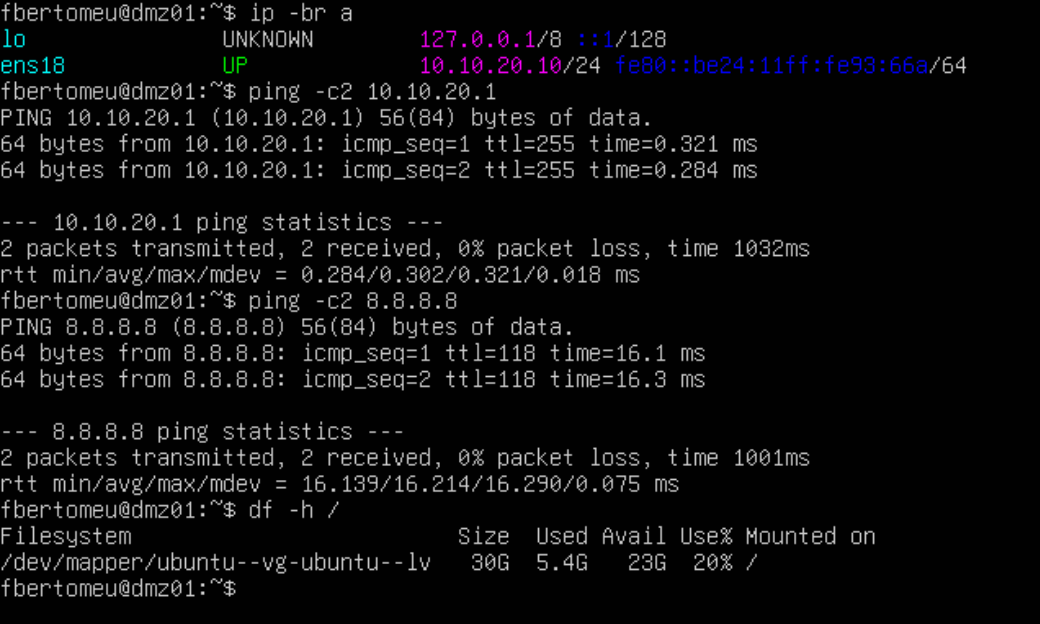 fbertomeu@dmz01:~$ ip -br a
lo               UNKNOWN        127.0.0.1/8 ::1/128
ens18            UP             10.10.20.10/24 fe80::be24:11ff:fe93:66a/64
fbertomeu@dmz01:~$ ping -c2 10.10.20.1
PING 10.10.20.1 (10.10.20.1) 56(84) bytes of data.
64 bytes from 10.10.20.1: icmp_seq=1 ttl=255 time=0.321 ms
64 bytes from 10.10.20.1: icmp_seq=2 ttl=255 time=0.284 ms

--- 10.10.20.1 ping statistics ---
2 packets transmitted, 2 received, 0% packet loss, time 1032ms
rtt min/avg/max/mdev = 0.284/0.302/0.321/0.018 ms
fbertomeu@dmz01:~$ ping -c2 8.8.8.8
PING 8.8.8.8 (8.8.8.8) 56(84) bytes of data.
64 bytes from 8.8.8.8: icmp_seq=1 ttl=118 time=16.1 ms
64 bytes from 8.8.8.8: icmp_seq=2 ttl=118 time=16.3 ms

--- 8.8.8.8 ping statistics ---
2 packets transmitted, 2 received, 0% packet loss, time 1001ms
rtt min/avg/max/mdev = 16.139/16.214/16.290/0.075 ms
fbertomeu@dmz01:~$ df -h /
Filesystem                         Size  Used Avail Use% Mounted on
/dev/mapper/ubuntu--vg-ubuntu--lv   30G  5.4G   23G  20% /
fbertomeu@dmz01:~$